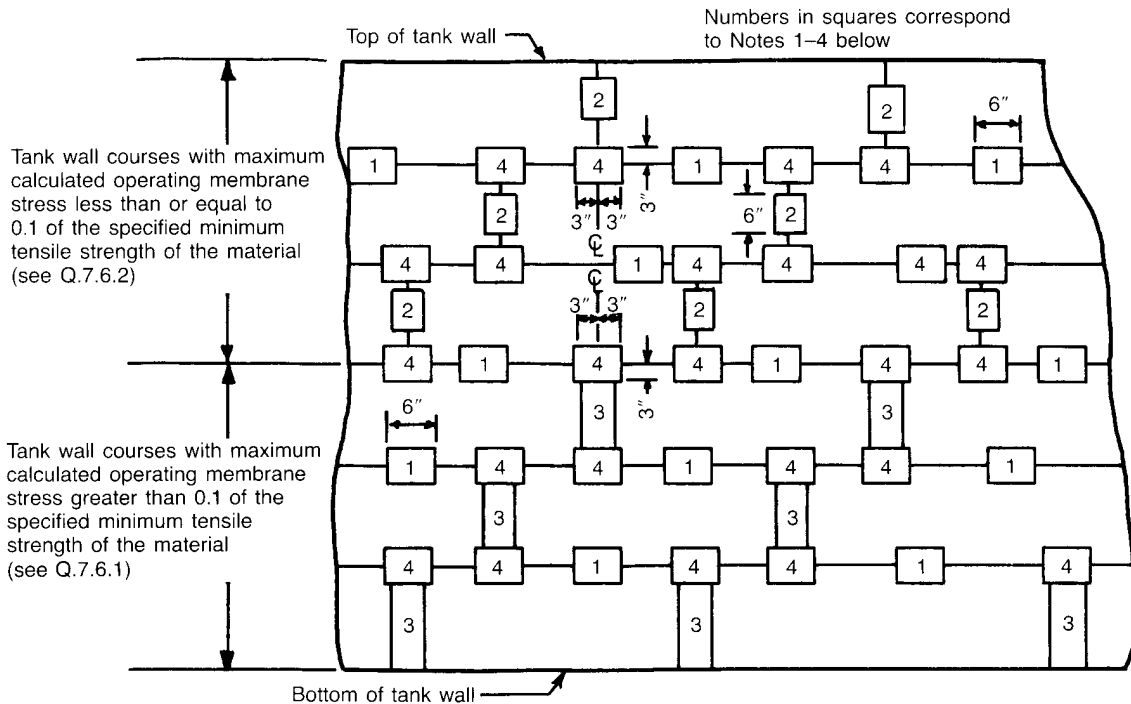 Top of tank wall
Numbers in squares correspond
to Notes 1–4 below
2 2
6″
1 4 4 1 4 4 1
3″
3″ 3″
2 6″ 2
℄
4 4 1 4 4 4 4
℄
2 2 2
3″ 3″
4 1 4 4 1 4 4 1
3″
3 3
Tank wall courses with maximum
calculated operating membrane
stress less than or equal to
0.1 of the specified minimum
tensile strength of the material
(see Q.7.6.2)
6″
1 4 4 1 4 4 1
3 3
4 4 1 4 4 1 4
3 3 3
Tank wall courses with maximum
calculated operating membrane
stress greater than 0.1 of the
specified minimum tensile
strength of the material
(see Q.7.6.1)
Bottom of tank wall